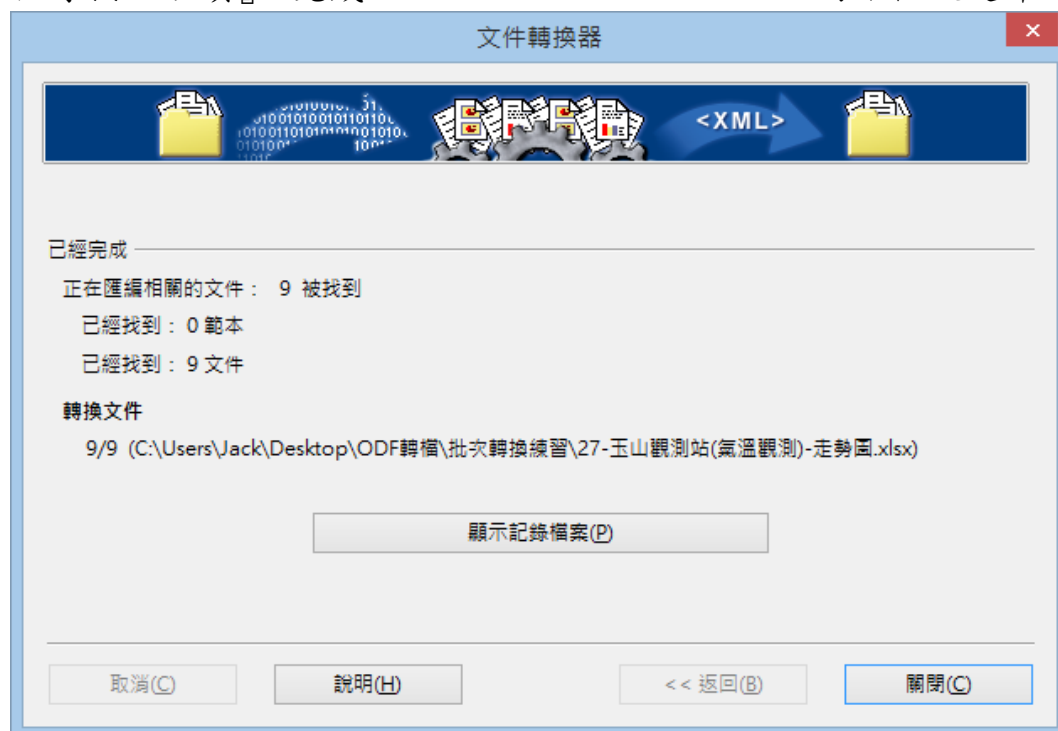 文件轉換器
<XML>
已經完成
正在匯編相關的文件： 9 被找到
已經找到：0 範本
已經找到：9 文件
轉換文件
9/9 (C:\Users\Jack\Desktop\ODF轉檔\批次轉換練習\27-玉山觀測站(氣溫觀測)-走勢圖.xlsx)
顯示記錄檔案(P)
取消(C) 說明(H) << 返回(B) 關閉(C)